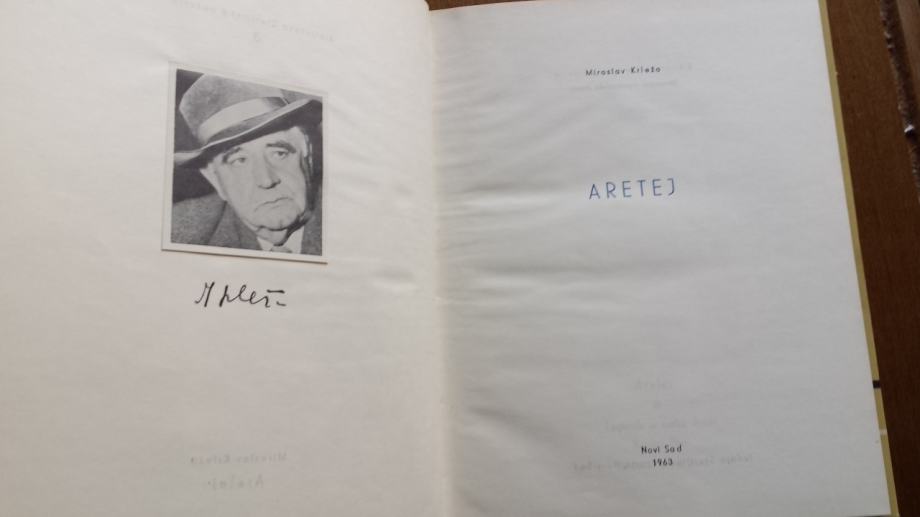 Miroslav Krleža
ARETEJ
Novi Sad
1963